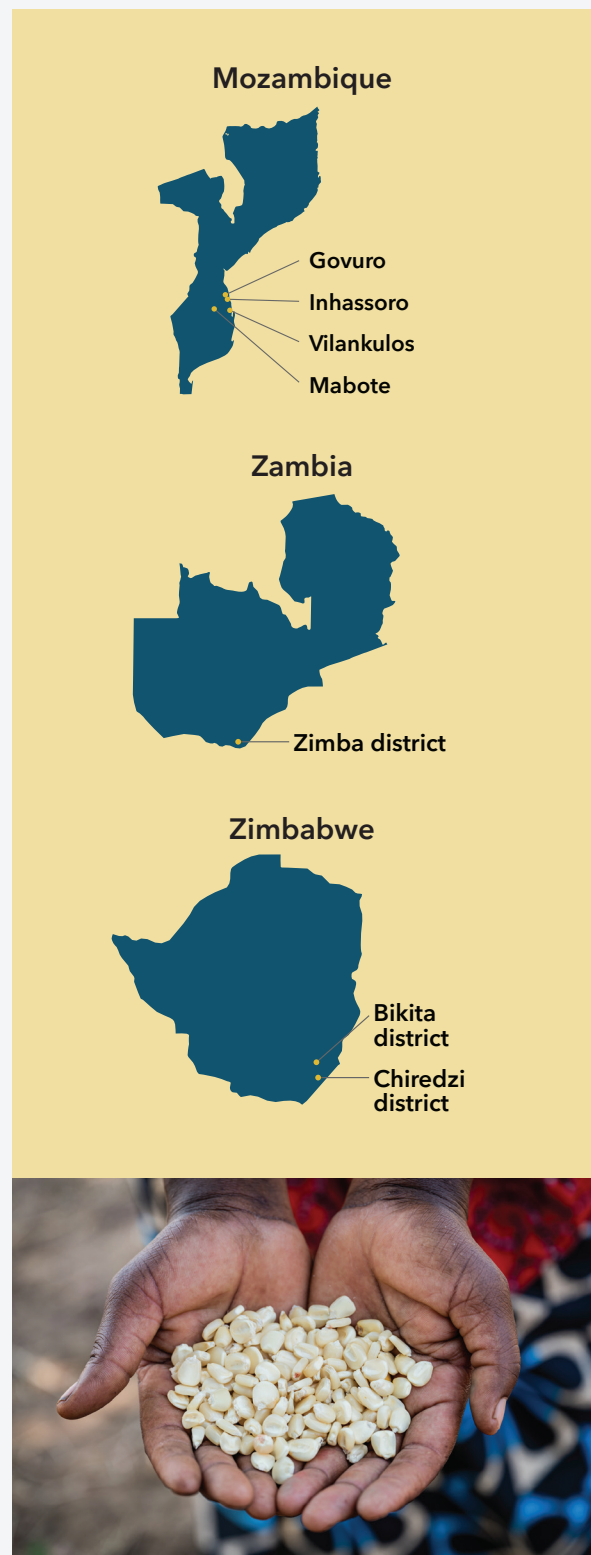 Mozambique
Govuro
Inhassoro
Vilankulos
Mabote
Zambia
Zimba district
Zimbabwe
Bikita
district
Chiredzi
district